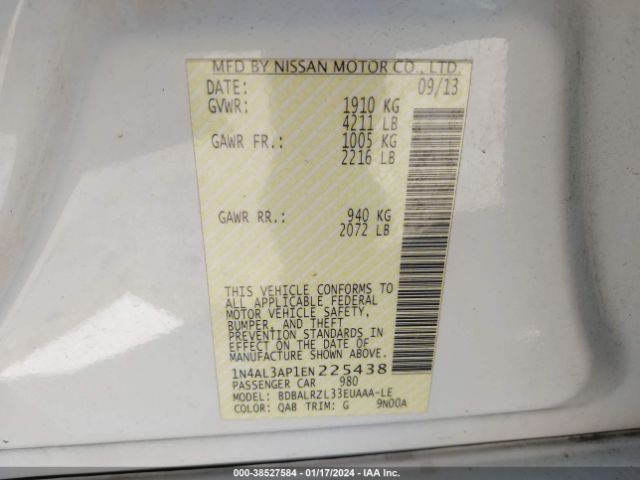 MFD BY NISSAN MOTOR CO., LTD.
DATE: 09/13
GVWR: 1910 KG
4211 LB
GAWR FR.: 1005 KG
2216 LB
GAWR RR.: 940 KG
2072 LB
THIS VEHICLE CONFORMS TO
ALL APPLICABLE FEDERAL
MOTOR VEHICLE SAFETY,
BUMPER, AND THEFT
PREVENTION STANDARDS IN
EFFECT ON THE DATE OF
MANUFACTURE SHOWN ABOVE.
1N4AL3AP1EN225438
PASSENGER CAR 980
MODEL: BDBALRZL33EUAAA-LE
COLOR: QAB TRIM: G 9N00A
000-38527584 - 01/17/2024 - IAA Inc.